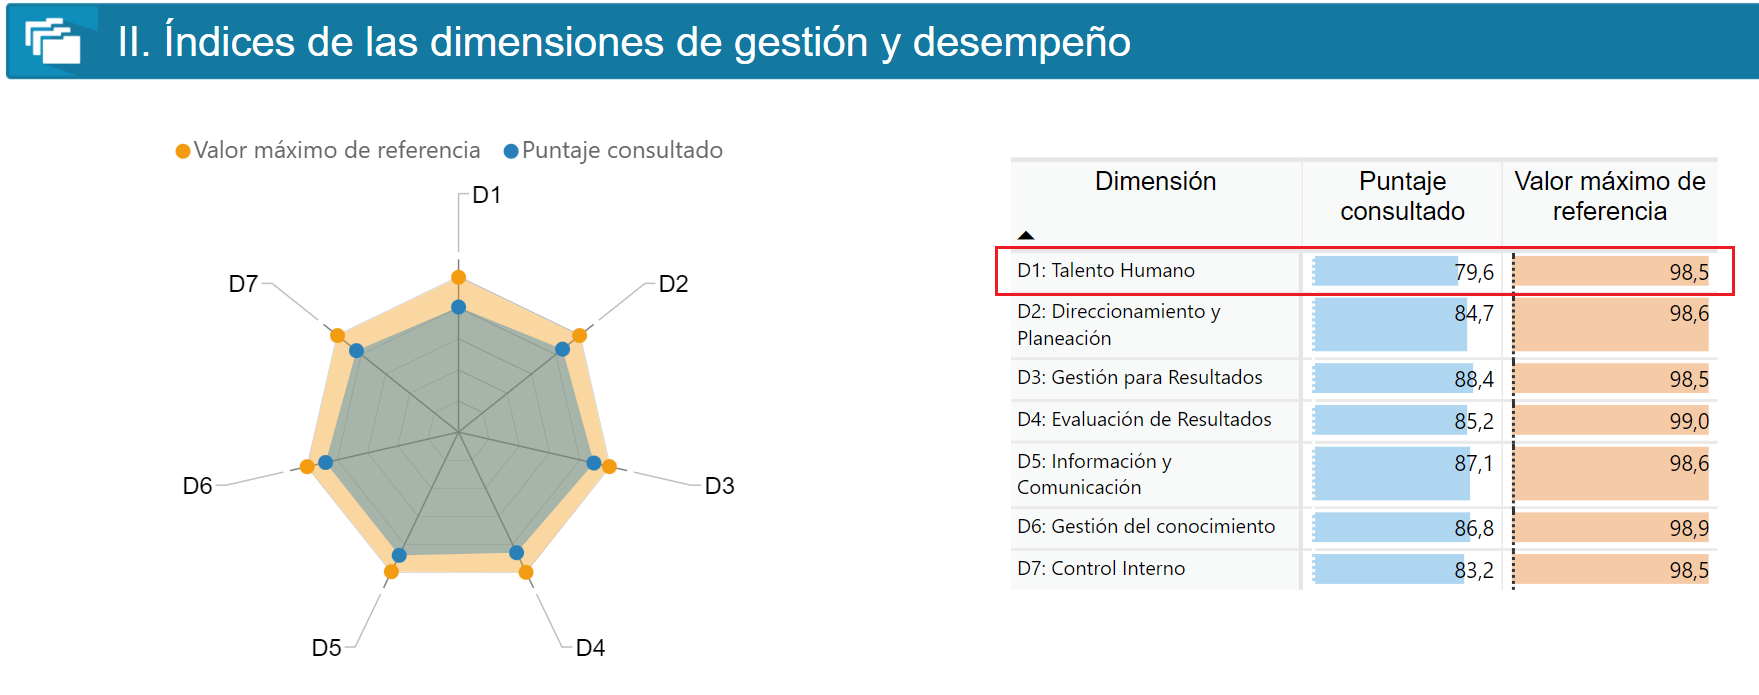 II. Índices de las dimensiones de gestión y desempeño
Valor máximo de referencia
Puntaje consultado
D1
D2
D3
D4
D5
D6
D7
Dimensión
Puntaje
consultado
Valor máximo de
referencia
D1: Talento Humano 79,6 98,5
D2: Direccionamiento y
Planeación
84,7 98,6
D3: Gestión para Resultados 88,4 98,5
D4: Evaluación de Resultados 85,2 99,0
D5: Información y
Comunicación
87,1 98,6
D6: Gestión del conocimiento 86,8 98,9
D7: Control Interno 83,2 98,5